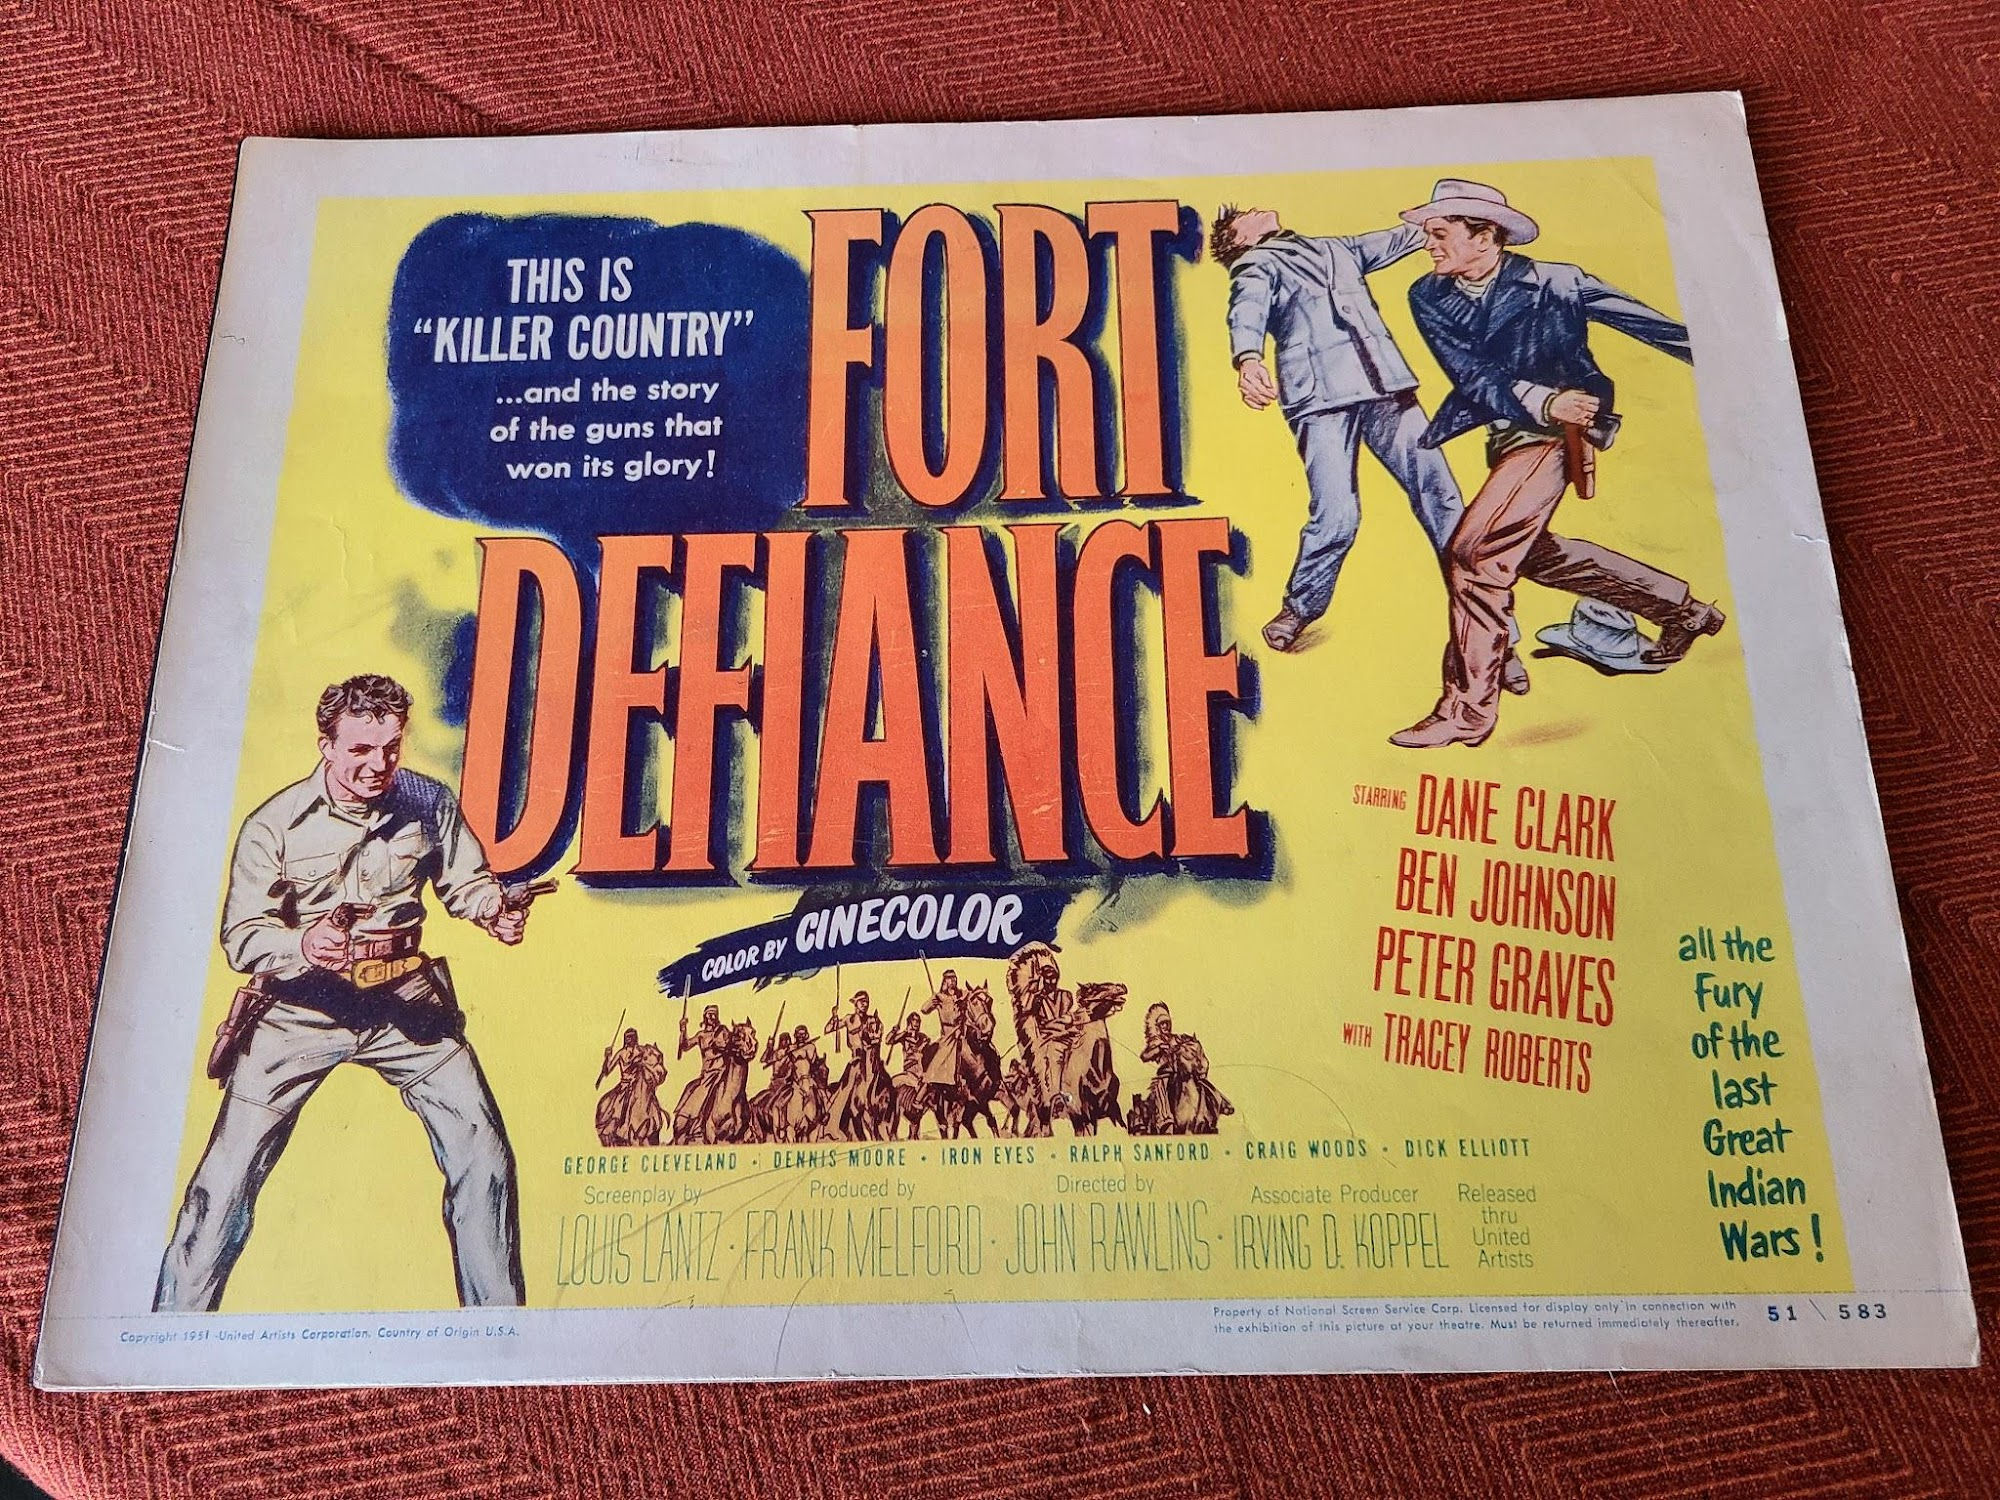 THIS IS
"KILLER COUNTRY"
...and the story
of the guns that
won its glory!
FORT
DEFIANCE
COLOR BY CINECOLOR
STARRING DANE CLARK
BEN JOHNSON
PETER GRAVES
WITH TRACEY ROBERTS
all the
Fury
of the
last
Great
Indian
Wars!
GEORGE CLEVELAND • DENNIS MOORE • IRON EYES • RALPH SANFORD • CRAIG WOODS • DICK ELLIOTT
Screenplay by
LOUIS LANTZ •
Produced by
FRANK MELFORD •
Directed by
JOHN RAWLINS •
Associate Producer
IRVING D. KOPPEL
Released
thru
United
Artists
Copyright 1951 - United Artists Corporation. Country of Origin U.S.A.
Property of National Screen Service Corp. Licensed for display only in connection with
the exhibition of this picture at your theatre. Must be returned immediately thereafter.
51 \ 583